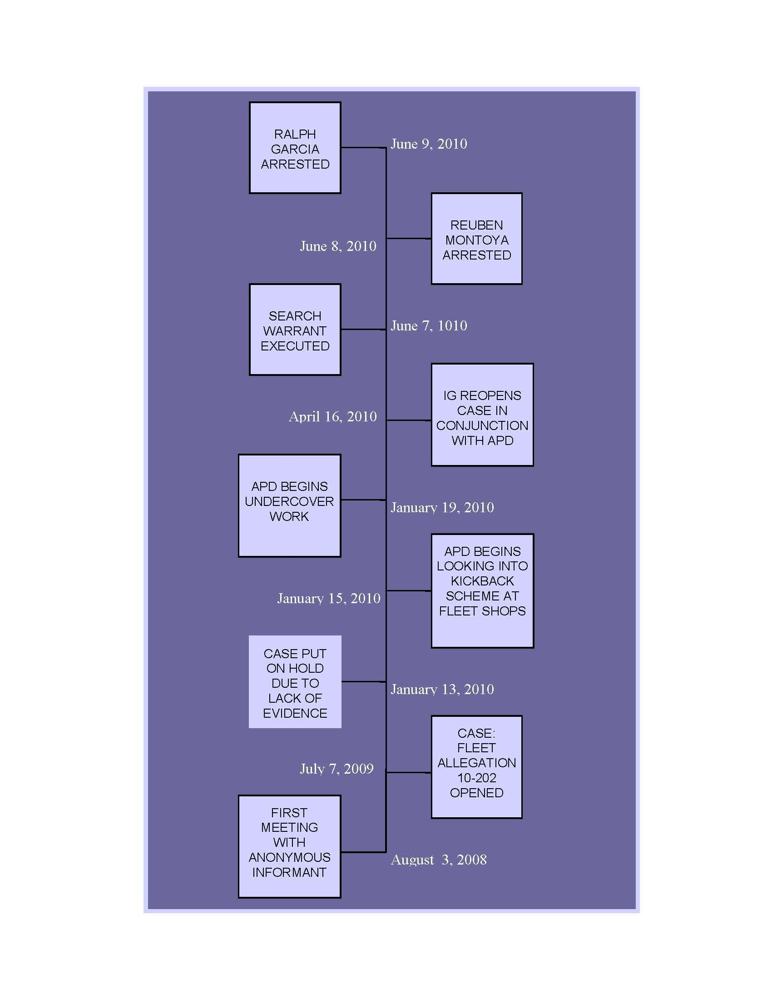 RALPH
GARCIA
ARRESTED
June 9, 2010
REUBEN
MONTOYA
ARRESTED
June 8, 2010
SEARCH
WARRANT
EXECUTED
June 7, 1010
IG REOPENS
CASE IN
CONJUNCTION
WITH APD
April 16, 2010
APD BEGINS
UNDERCOVER
WORK
January 19, 2010
APD BEGINS
LOOKING INTO
KICKBACK
SCHEME AT
FLEET SHOPS
January 15, 2010
CASE PUT
ON HOLD
DUE TO
LACK OF
EVIDENCE
January 13, 2010
CASE:
FLEET
ALLEGATION
10-202
OPENED
July 7, 2009
FIRST
MEETING
WITH
ANONYMOUS
INFORMANT
August  3, 2008